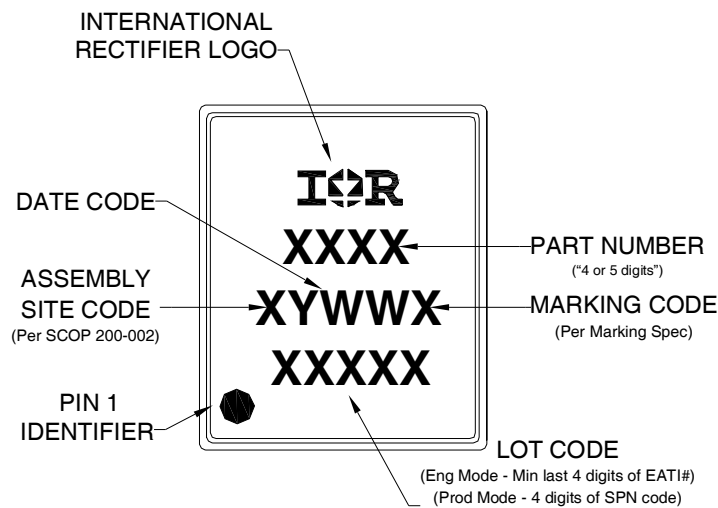 INTERNATIONAL
RECTIFIER LOGO
IOR
DATE CODE
XXXX
PART NUMBER
(“4 or 5 digits”)
ASSEMBLY
SITE CODE
(Per SCOP 200-002)
XYWWX
MARKING CODE
(Per Marking Spec)
XXXXX
PIN 1
IDENTIFIER
LOT CODE
(Eng Mode - Min last 4 digits of EATI#)
(Prod Mode - 4 digits of SPN code)